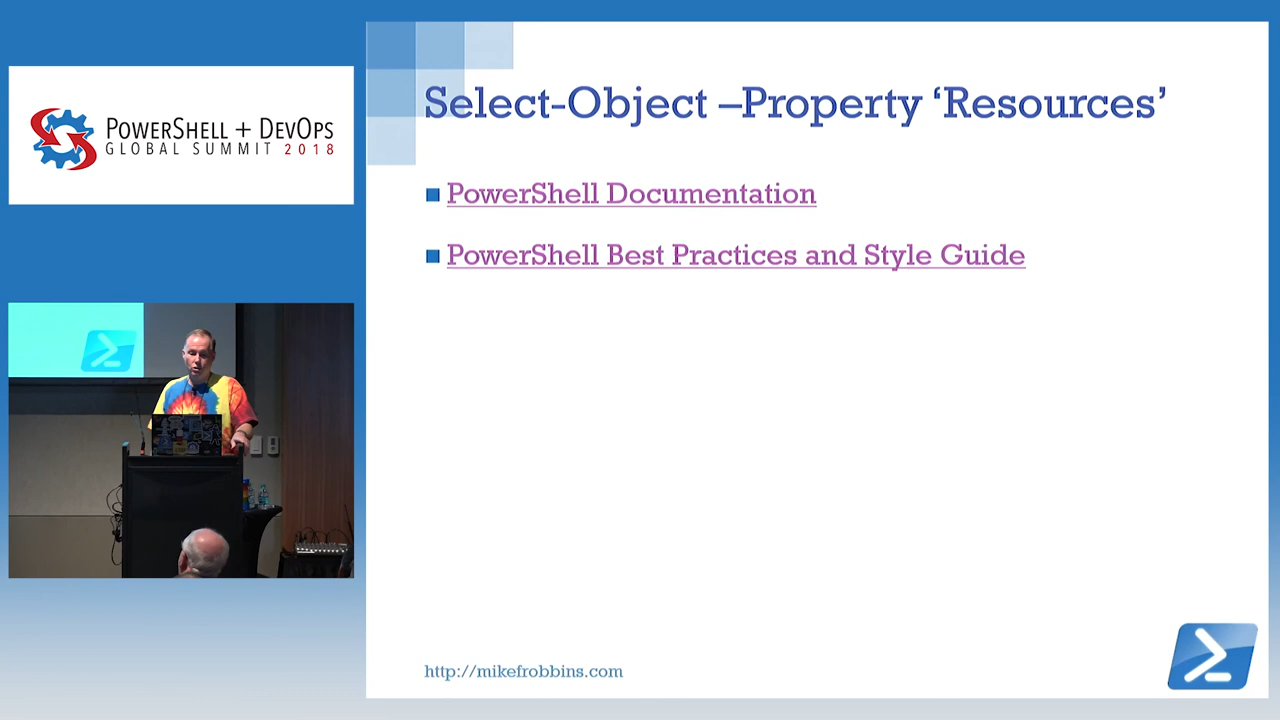 POWERSHELL + DEVOPS
GLOBAL SUMMIT 2018
Select-Object –Property ‘Resources’
PowerShell Documentation
PowerShell Best Practices and Style Guide
http://mikefrobbins.com